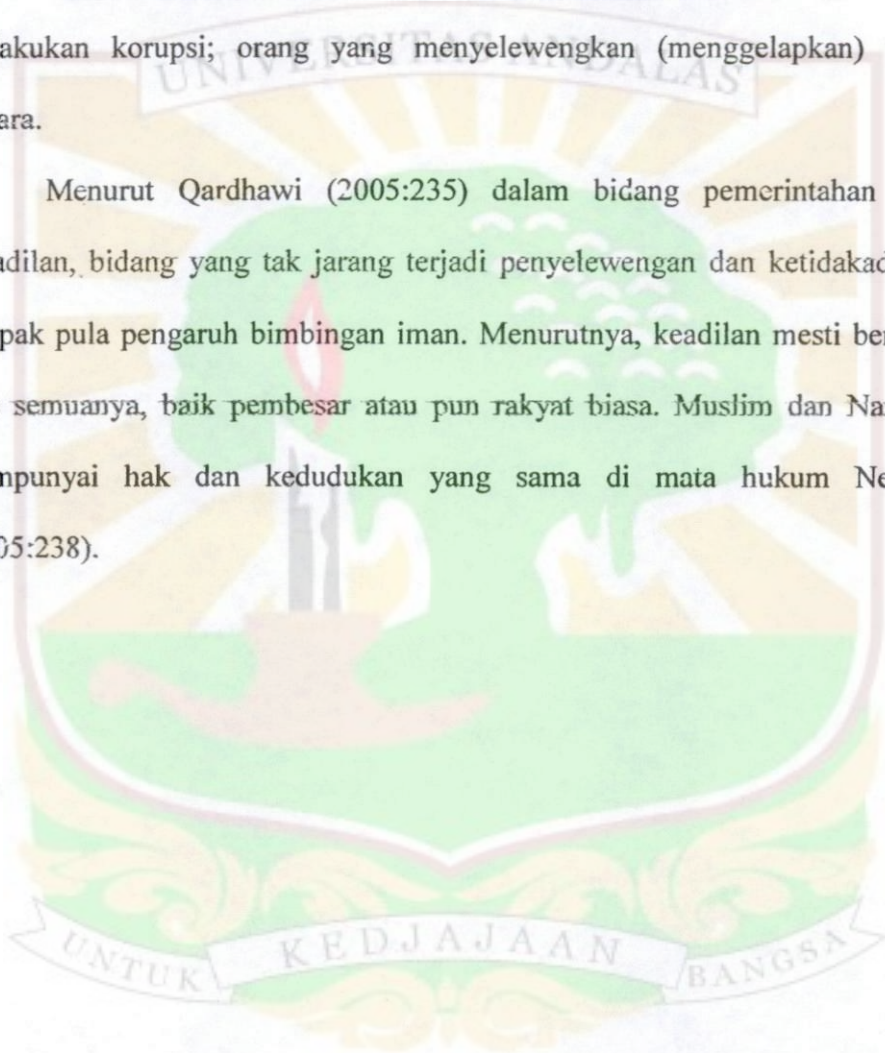 akukan korupsi; orang yang menyelewengkan (menggelapkan)
UNIVERSITAS ANDALAS
ara.
Menurut Qardhawi (2005:235) dalam bidang pemerintahan
adilan, bidang yang tak jarang terjadi penyelewengan dan ketidakad
pak pula pengaruh bimbingan iman. Menurutnya, keadilan mesti ber
semuanya, baik pembesar atau pun rakyat biasa. Muslim dan Na
mpunyai hak dan kedudukan yang sama di mata hukum Ne
05:238).
UNTUK KEDJAJAAN BANGSA